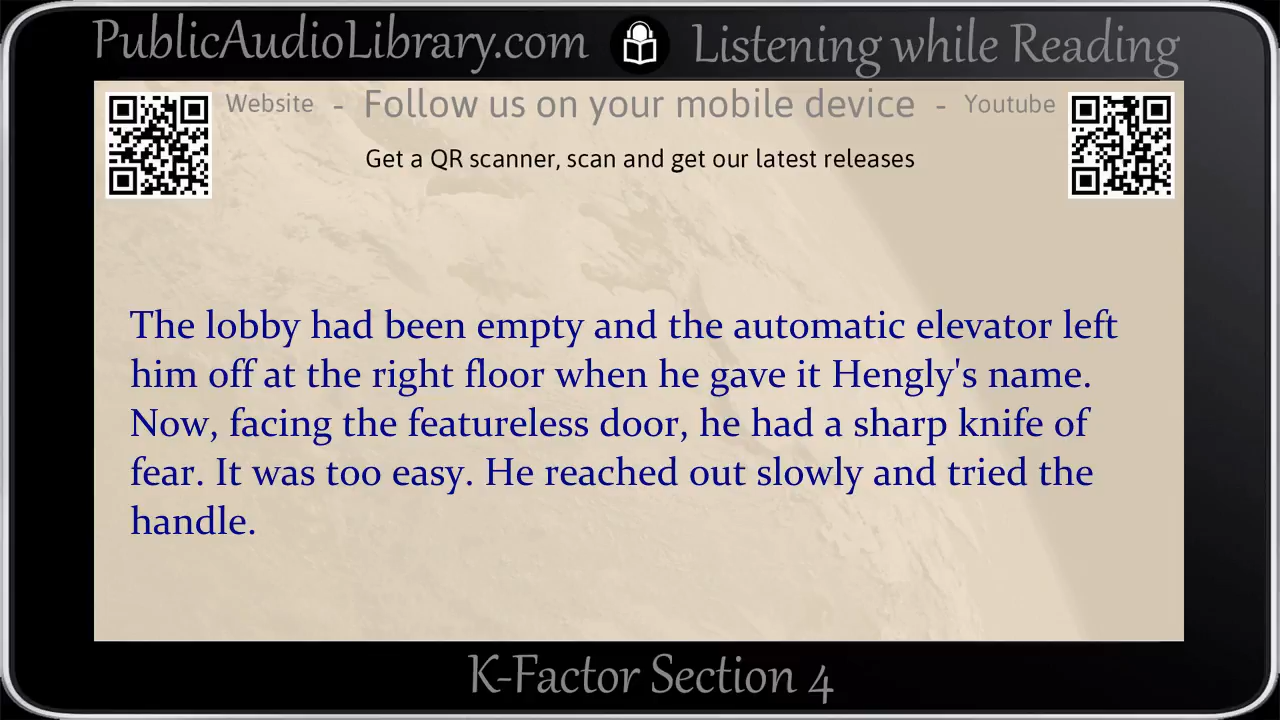 PublicAudioLibrary.com Listening while Reading
Website - Follow us on your mobile device - Youtube
Get a QR scanner, scan and get our latest releases
The lobby had been empty and the automatic elevator left
him off at the right floor when he gave it Hengly's name.
Now, facing the featureless door, he had a sharp knife of
fear. It was too easy. He reached out slowly and tried the
handle.
K-Factor Section 4